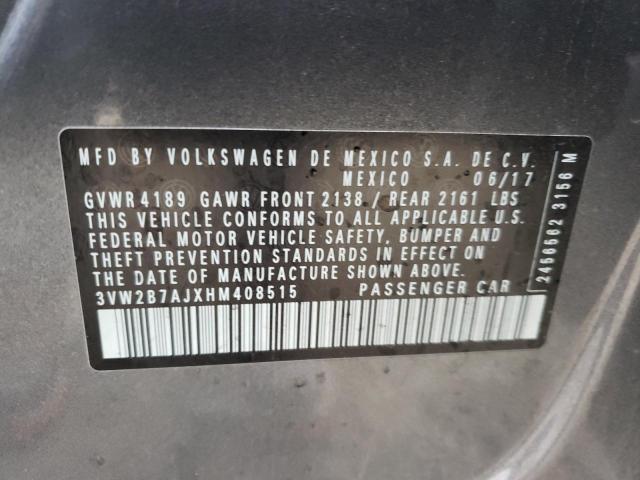 MFD BY VOLKSWAGEN DE MEXICO S.A. DE C.V.
MEXICO 06/17
GVWR 4189 GAWR FRONT 2138 / REAR 2161 LBS
THIS VEHICLE CONFORMS TO ALL APPLICABLE U.S.
FEDERAL MOTOR VEHICLE SAFETY, BUMPER AND
THEFT PREVENTION STANDARDS IN EFFECT ON
THE DATE OF MANUFACTURE SHOWN ABOVE.
3VW2B7AJXHM408515 PASSENGER CAR
2456562 3156 M